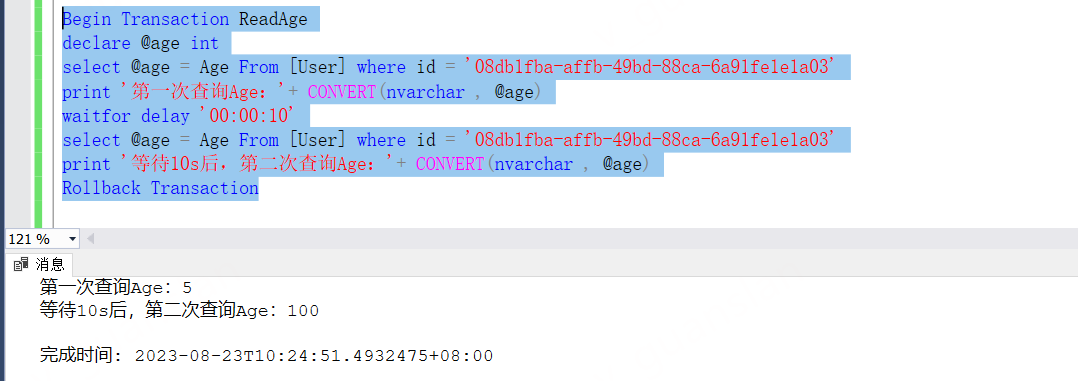 Begin Transaction ReadAge
declare @age int
select @age = Age From [User] where id = '08db1fba-affb-49bd-88ca-6a91fe1e1a03'
print '第一次查询Age：'+ CONVERT(nvarchar , @age)
waitfor delay '00:00:10'
select @age = Age From [User] where id = '08db1fba-affb-49bd-88ca-6a91fe1e1a03'
print '等待10s后，第二次查询Age：'+ CONVERT(nvarchar , @age)
Rollback Transaction
121 %
消息
第一次查询Age：5
等待10s后，第二次查询Age：100
完成时间: 2023-08-23T10:24:51.4932475+08:00